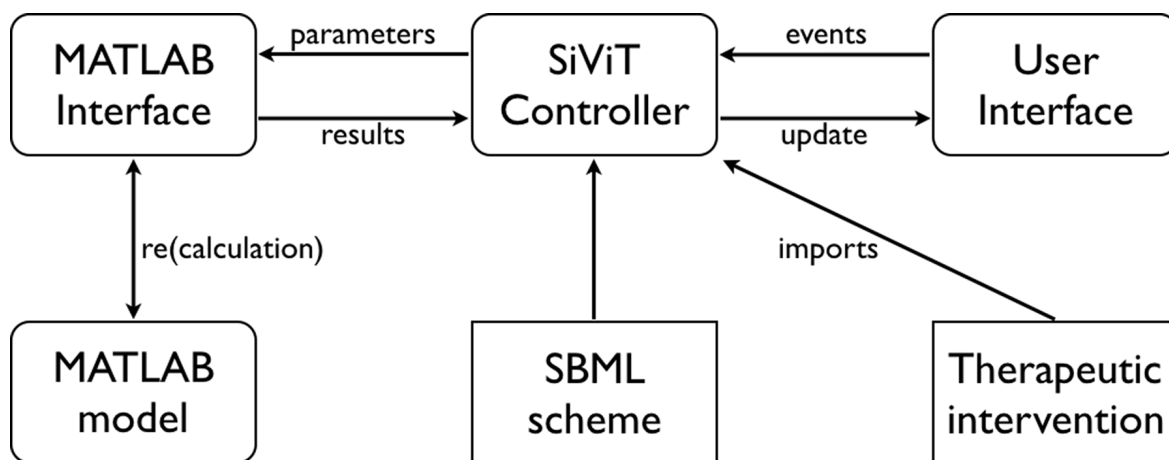 MATLAB
Interface
parameters
results
SiViT
Controller
events
update
User
Interface
re(calculation)
imports
MATLAB
model
SBML
scheme
Therapeutic
intervention